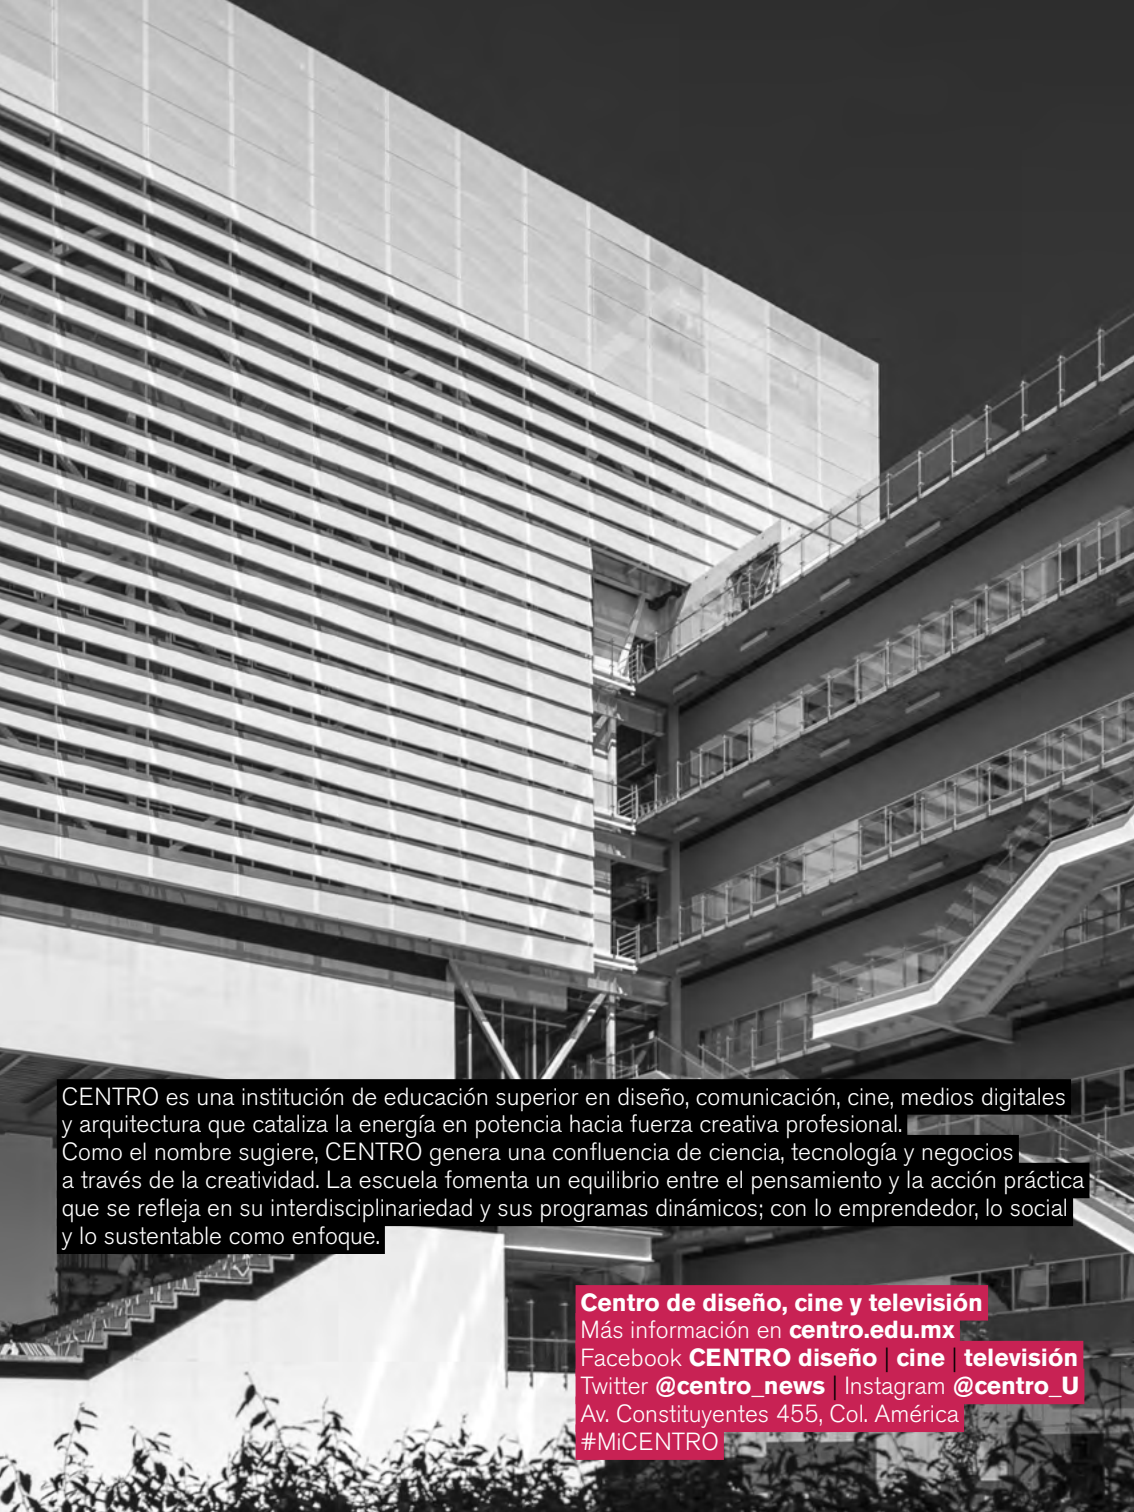 CENTRO es una institución de educación superior en diseño, comunicación, cine, medios digitales
y arquitectura que cataliza la energía en potencia hacia fuerza creativa profesional.
Como el nombre sugiere, CENTRO genera una confluencia de ciencia, tecnología y negocios
a través de la creatividad. La escuela fomenta un equilibrio entre el pensamiento y la acción práctica
que se refleja en su interdisciplinariedad y sus programas dinámicos; con lo emprendedor, lo social
y lo sustentable como enfoque.
Centro de diseño, cine y televisión
Más información en centro.edu.mx
Facebook CENTRO diseño | cine | televisión
Twitter @centro_news | Instagram @centro_U
Av. Constituyentes 455, Col. América
#MiCENTRO